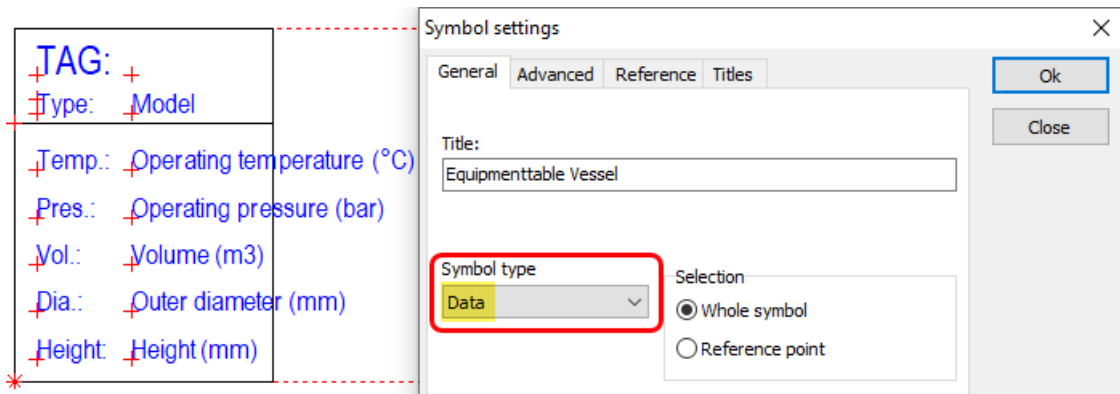 TAG:
Type: Model
Temp.: Operating temperature (°C)
Pres.: Operating pressure (bar)
Vol.: Volume (m3)
Dia.: Outer diameter (mm)
Height: Height (mm)
Symbol settings
General Advanced Reference Titles
Ok
Close
Title:
Equipmenttable Vessel
Symbol type
Data
Selection
Whole symbol
Reference point